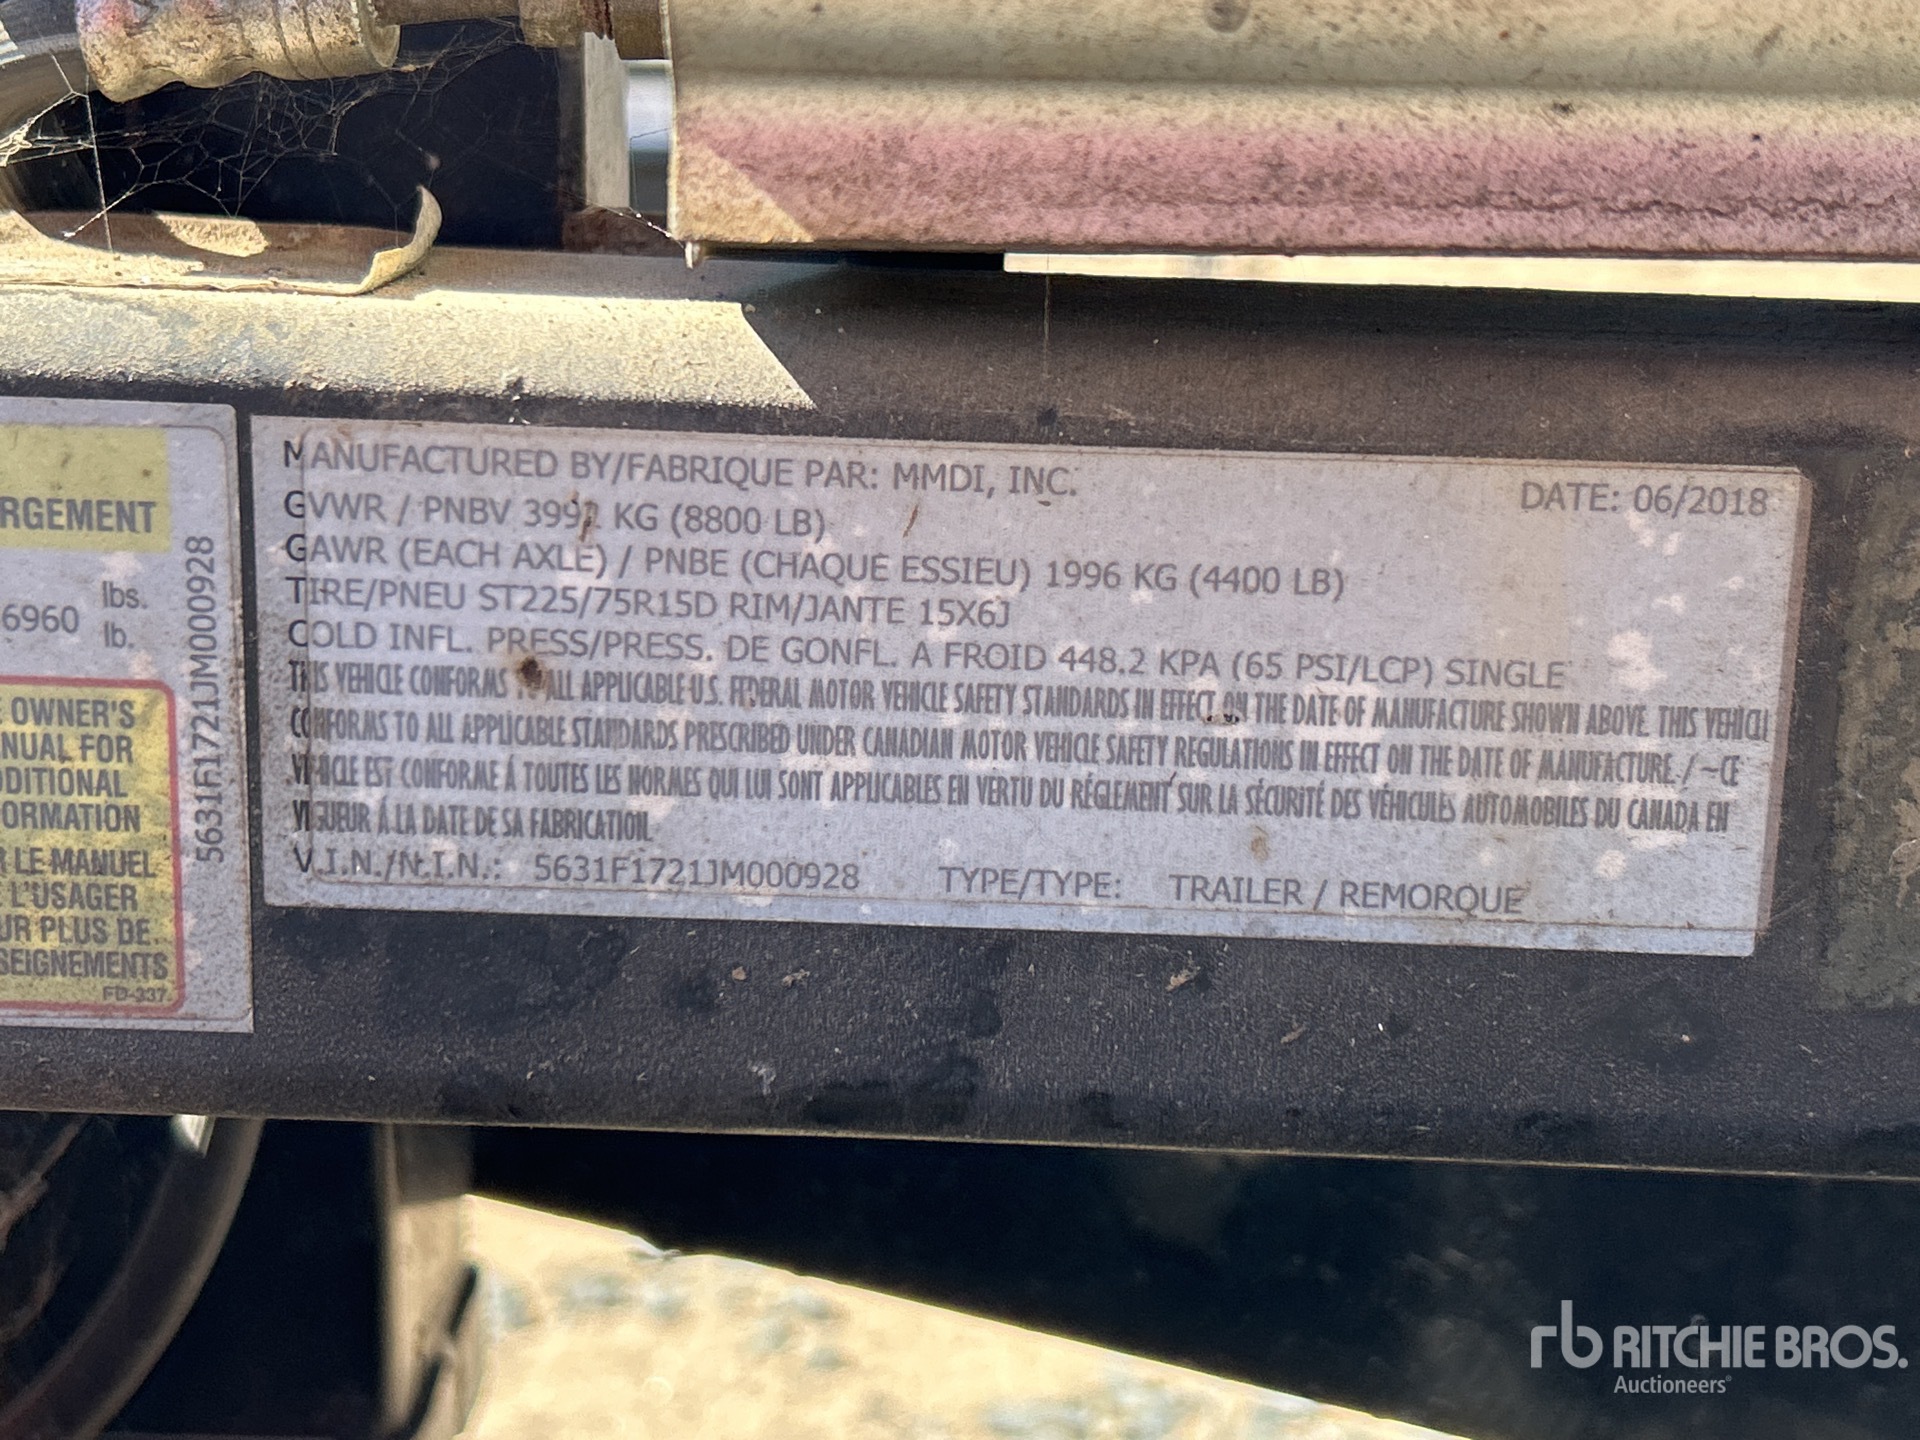 RGEMENT
6960 lbs.
lb.
OWNER'S
NUAL FOR
DDITIONAL
FORMATION
LE MANUEL
L'USAGER
UR PLUS DE
SEIGNEMENTS
FD-337
5631F1721JM000928
MANUFACTURED BY/FABRIQUE PAR: MMDI, INC.
DATE: 06/2018
GVWR / PNBV KG (8800 LB)
GAWR (EACH AXLE) / PNBE (CHAQUE ESSIEU) 1996 KG (4400 LB)
TIRE/PNEU ST225/75R15D RIM/JANTE 15X6J
COLD INFL. PRESS/PRESS. DE GONFL. A FROID 448.2 KPA (65 PSI/LCP) SINGLE
THIS VEHICLE CONFORMS TO ALL APPLICABLE U.S. FEDERAL MOTOR VEHICLE SAFETY STANDARDS IN EFFECT ON THE DATE OF MANUFACTURE SHOWN ABOVE. THIS VEHICLE
CONFORMS TO ALL APPLICABLE STANDARDS PRESCRIBED UNDER CANADIAN MOTOR VEHICLE SAFETY REGULATIONS IN EFFECT ON THE DATE OF MANUFACTURE. / ~CE
VEHICLE EST CONFORME À TOUTES LES NORMES QUI LUI SONT APPLICABLES EN VERTU DU RÉGLEMENT SUR LA SÉCURITÉ DES VÉHICULES AUTOMOBILES DU CANADA EN
VIGUEUR À LA DATE DE SA FABRICATION.
V.I.N./N.I.N.: 5631F1721JM000928 TYPE/TYPE: TRAILER / REMORQUE
rb RITCHIE BROS.
Auctioneers